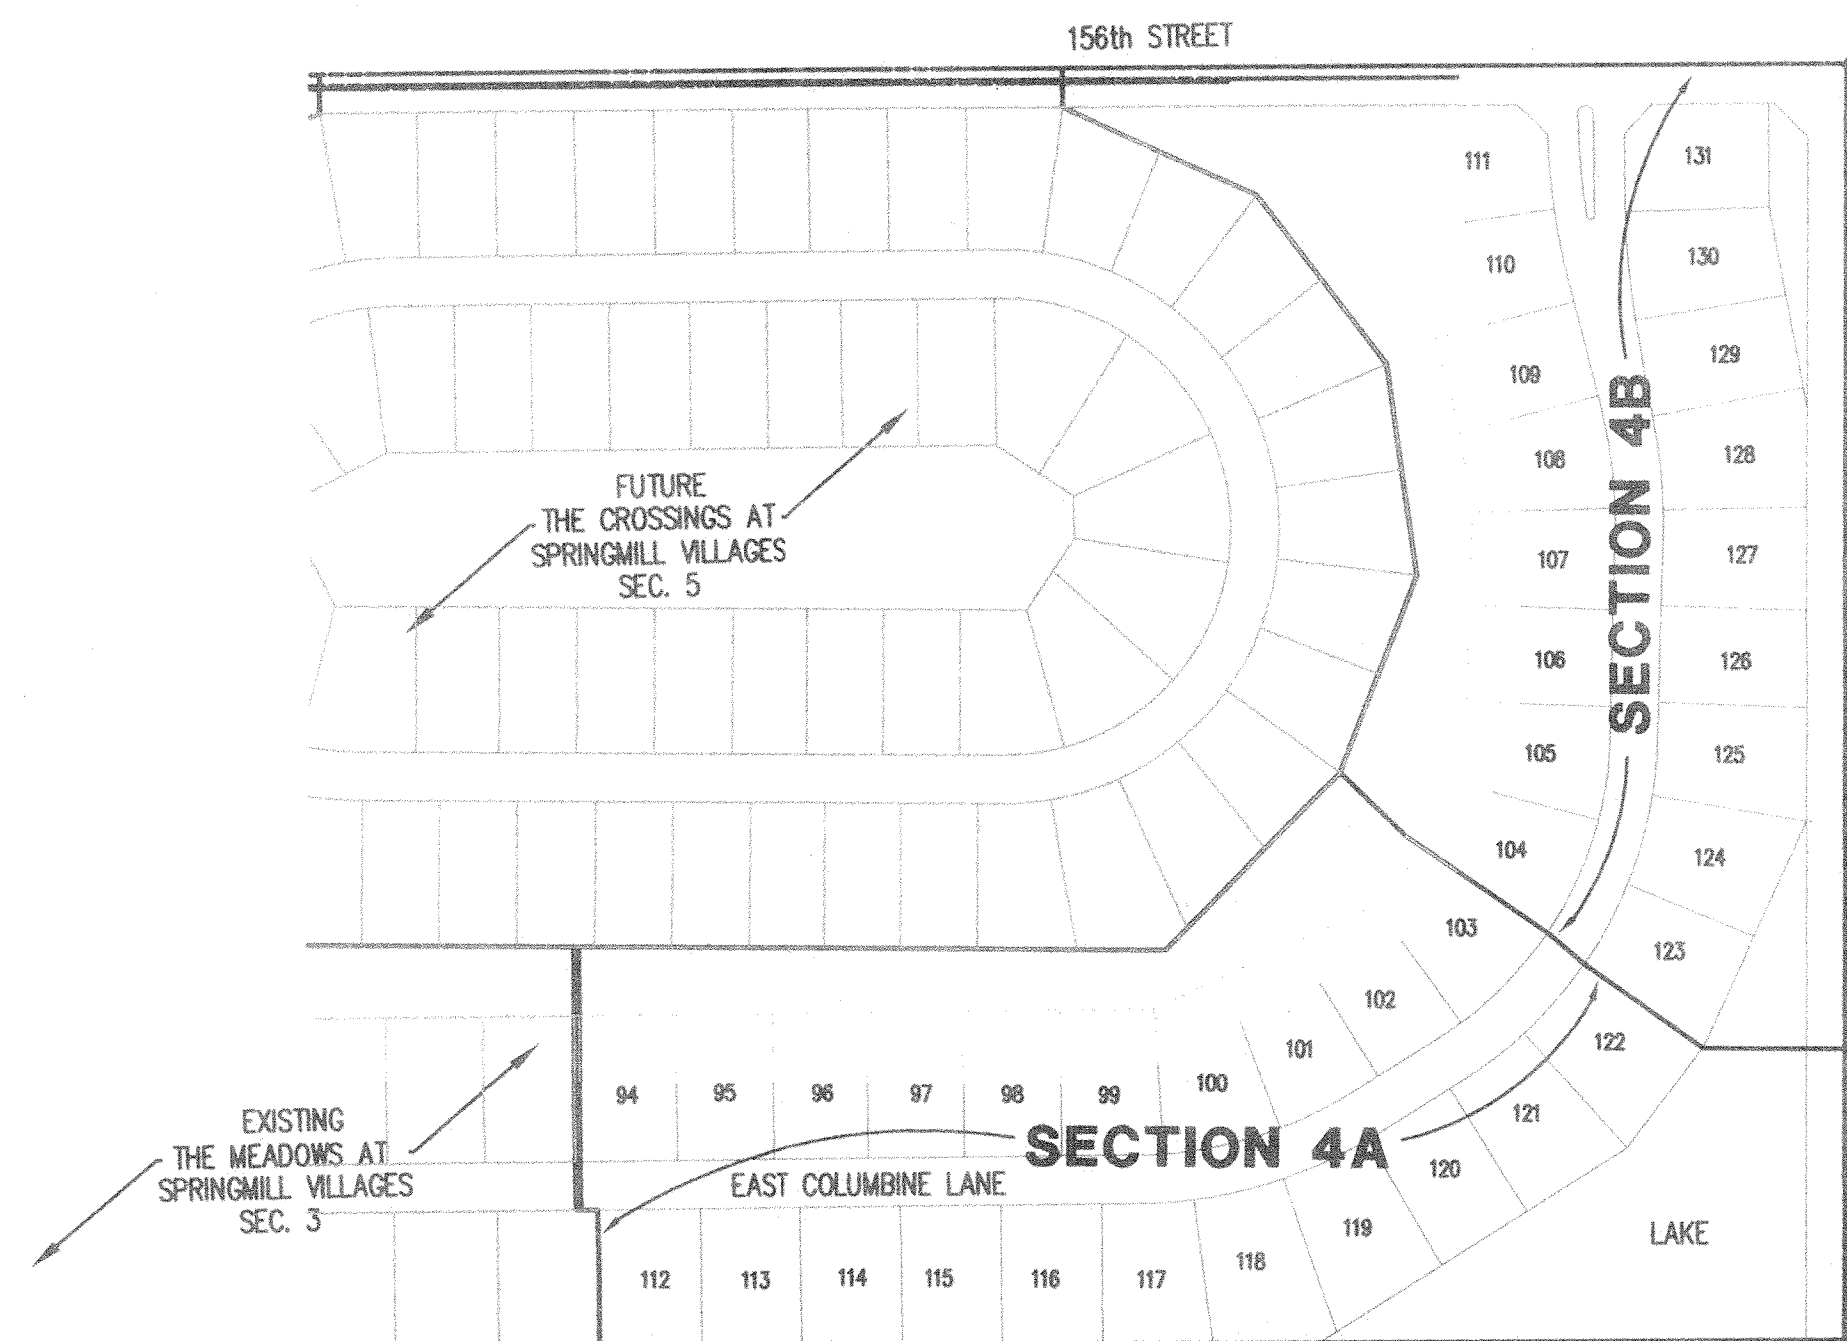 156th STREET
111
131
110
130
109
129
108
128
SECTION 4B
FUTURE
THE CROSSINGS AT
SPRINGMILL VILLAGES
SEC. 5
107
127
106
126
105
125
104
124
103
123
102
122
101
100
94
95
96
97
98
99
121
SECTION 4A
120
EXISTING
THE MEADOWS AT
SPRINGMILL VILLAGES
SEC. 3
EAST COLUMBINE LANE
119
118
LAKE
112
113
114
115
116
117